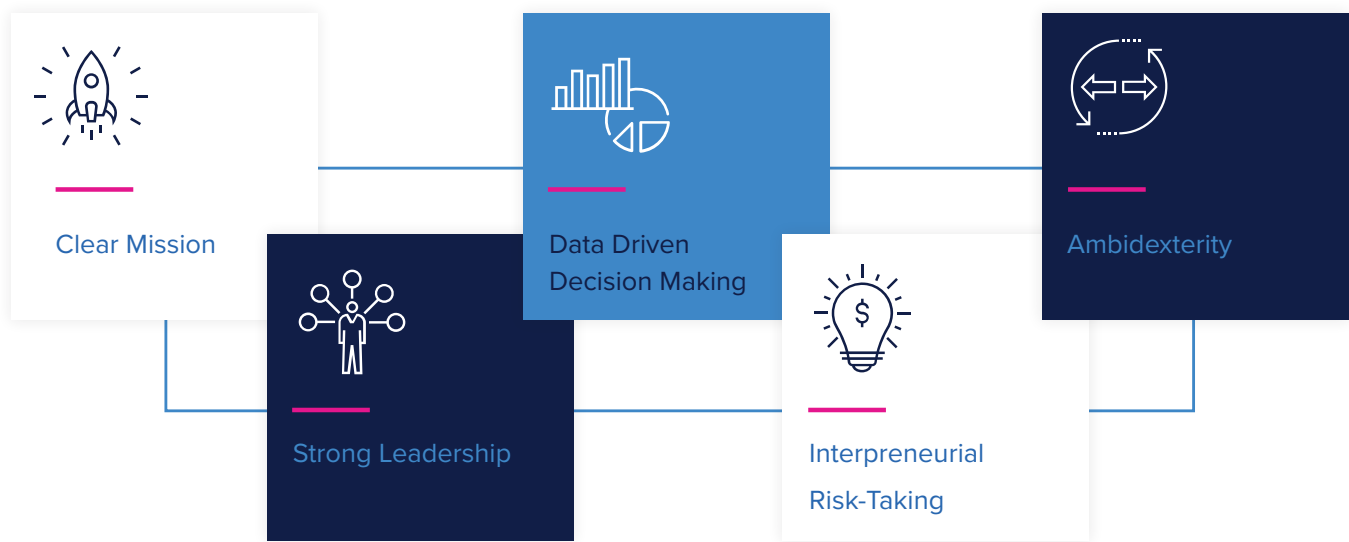 Clear Mission
Strong Leadership
Data Driven
Decision Making
$
Interpreneurial
Risk-Taking
Ambidexterity